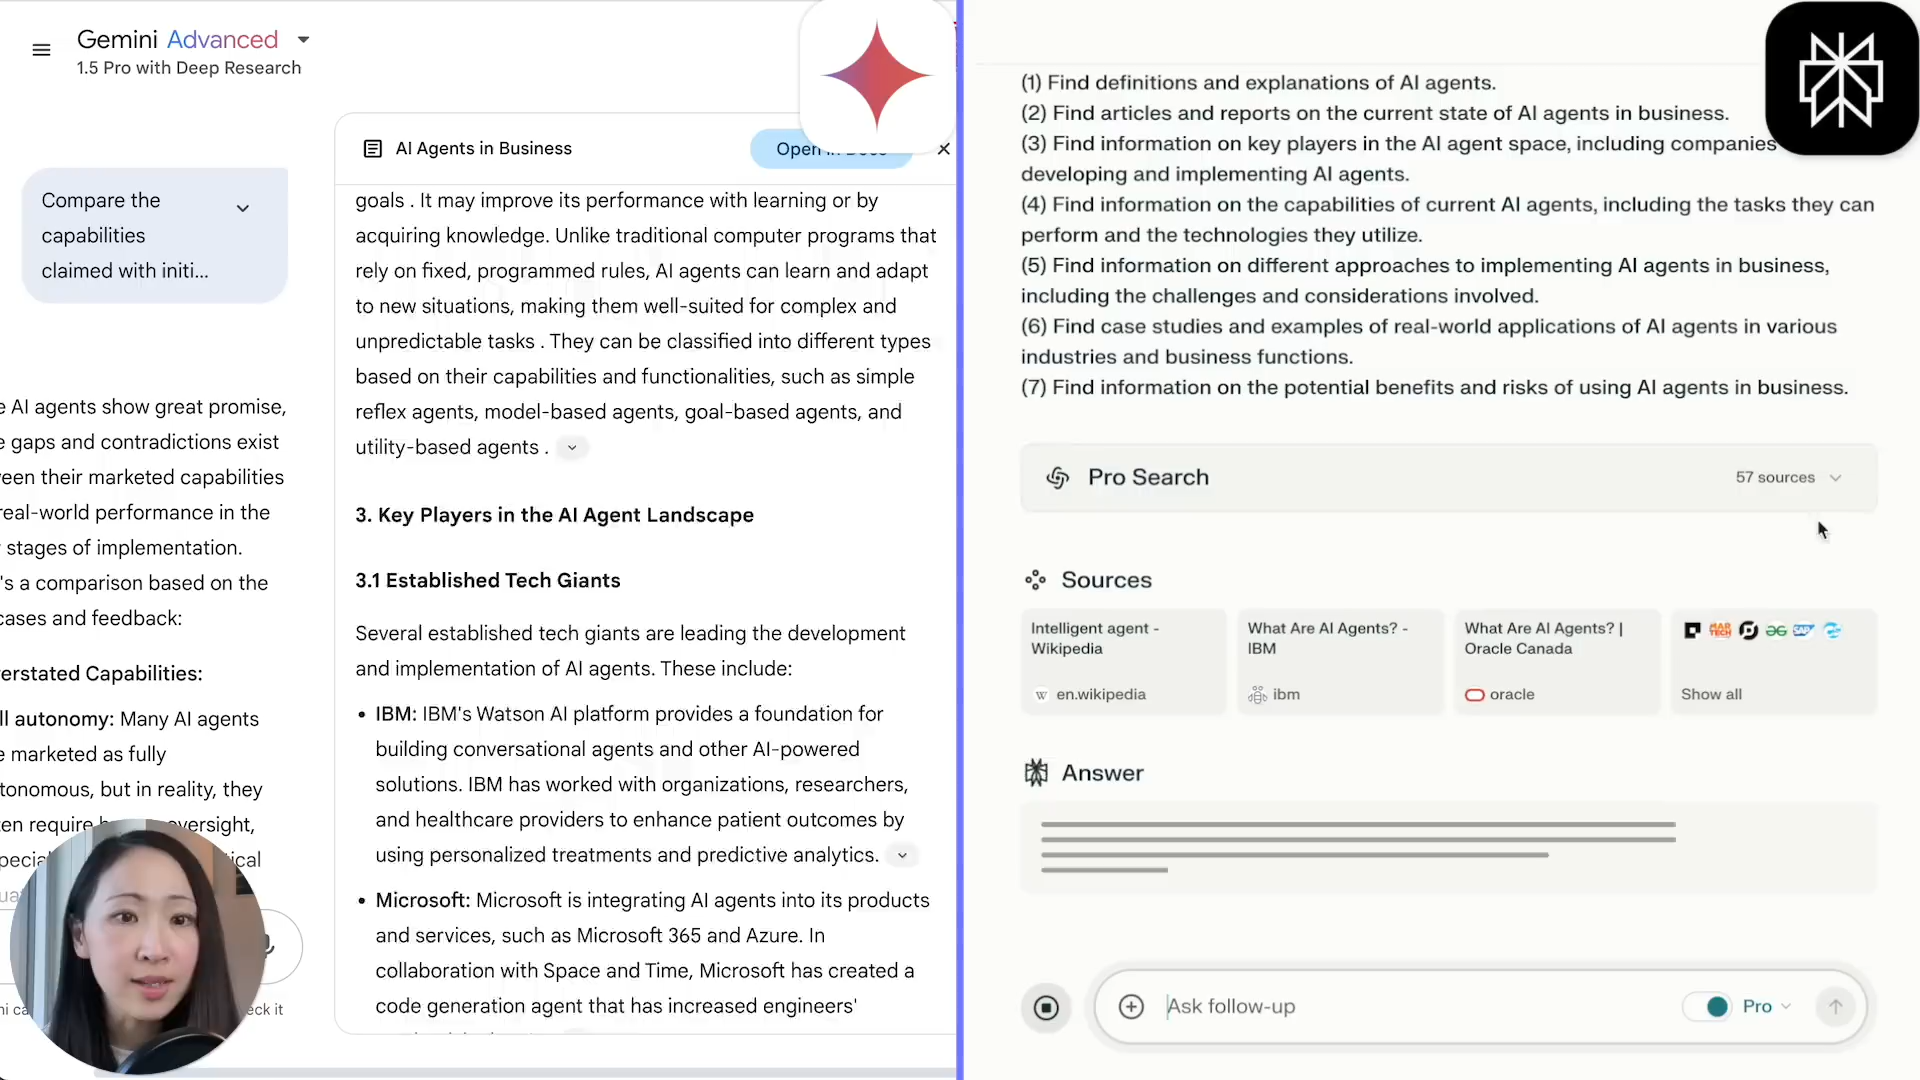 Gemini Advanced
1.5 Pro with Deep Research
Compare the
capabilities
claimed with initi...
e AI agents show great promise,
e gaps and contradictions exist
veen their marketed capabilities
real-world performance in the
stages of implementation.
's a comparison based on the
cases and feedback:
erstated Capabilities:
ll autonomy: Many AI agents
e marketed as fully
tonomous, but in reality, they
en require oversight,
pecia ical
eck it
AI Agents in Business
Open in Docs
goals . It may improve its performance with learning or by
acquiring knowledge. Unlike traditional computer programs that
rely on fixed, programmed rules, AI agents can learn and adapt
to new situations, making them well-suited for complex and
unpredictable tasks . They can be classified into different types
based on their capabilities and functionalities, such as simple
reflex agents, model-based agents, goal-based agents, and
utility-based agents .
3. Key Players in the AI Agent Landscape
3.1 Established Tech Giants
Several established tech giants are leading the development
and implementation of AI agents. These include:
• IBM: IBM's Watson AI platform provides a foundation for
building conversational agents and other AI-powered
solutions. IBM has worked with organizations, researchers,
and healthcare providers to enhance patient outcomes by
using personalized treatments and predictive analytics.
• Microsoft: Microsoft is integrating AI agents into its products
and services, such as Microsoft 365 and Azure. In
collaboration with Space and Time, Microsoft has created a
code generation agent that has increased engineers'
(1) Find definitions and explanations of AI agents.
(2) Find articles and reports on the current state of AI agents in business.
(3) Find information on key players in the AI agent space, including companies
developing and implementing AI agents.
(4) Find information on the capabilities of current AI agents, including the tasks they can
perform and the technologies they utilize.
(5) Find information on different approaches to implementing AI agents in business,
including the challenges and considerations involved.
(6) Find case studies and examples of real-world applications of AI agents in various
industries and business functions.
(7) Find information on the potential benefits and risks of using AI agents in business.
Pro Search
57 sources
Sources
Intelligent agent -
Wikipedia
W en.wikipedia
What Are AI Agents? -
IBM
ibm
What Are AI Agents? |
Oracle Canada
oracle
MAR TECH SAP
Show all
Answer
Ask follow-up
Pro